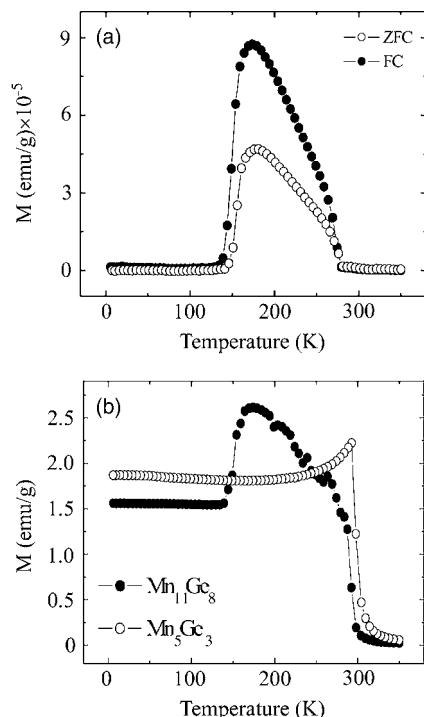 (a)
ZFC
FC
9
6
3
0
M (emu/g)×10⁻⁵
0 100 200 300
Temperature (K)
(b)
2.5
2.0
1.5
1.0
0.5
0
M (emu/g)
Mn₁₁Ge₈
Mn₅Ge₃
0 100 200 300
Temperature (K)